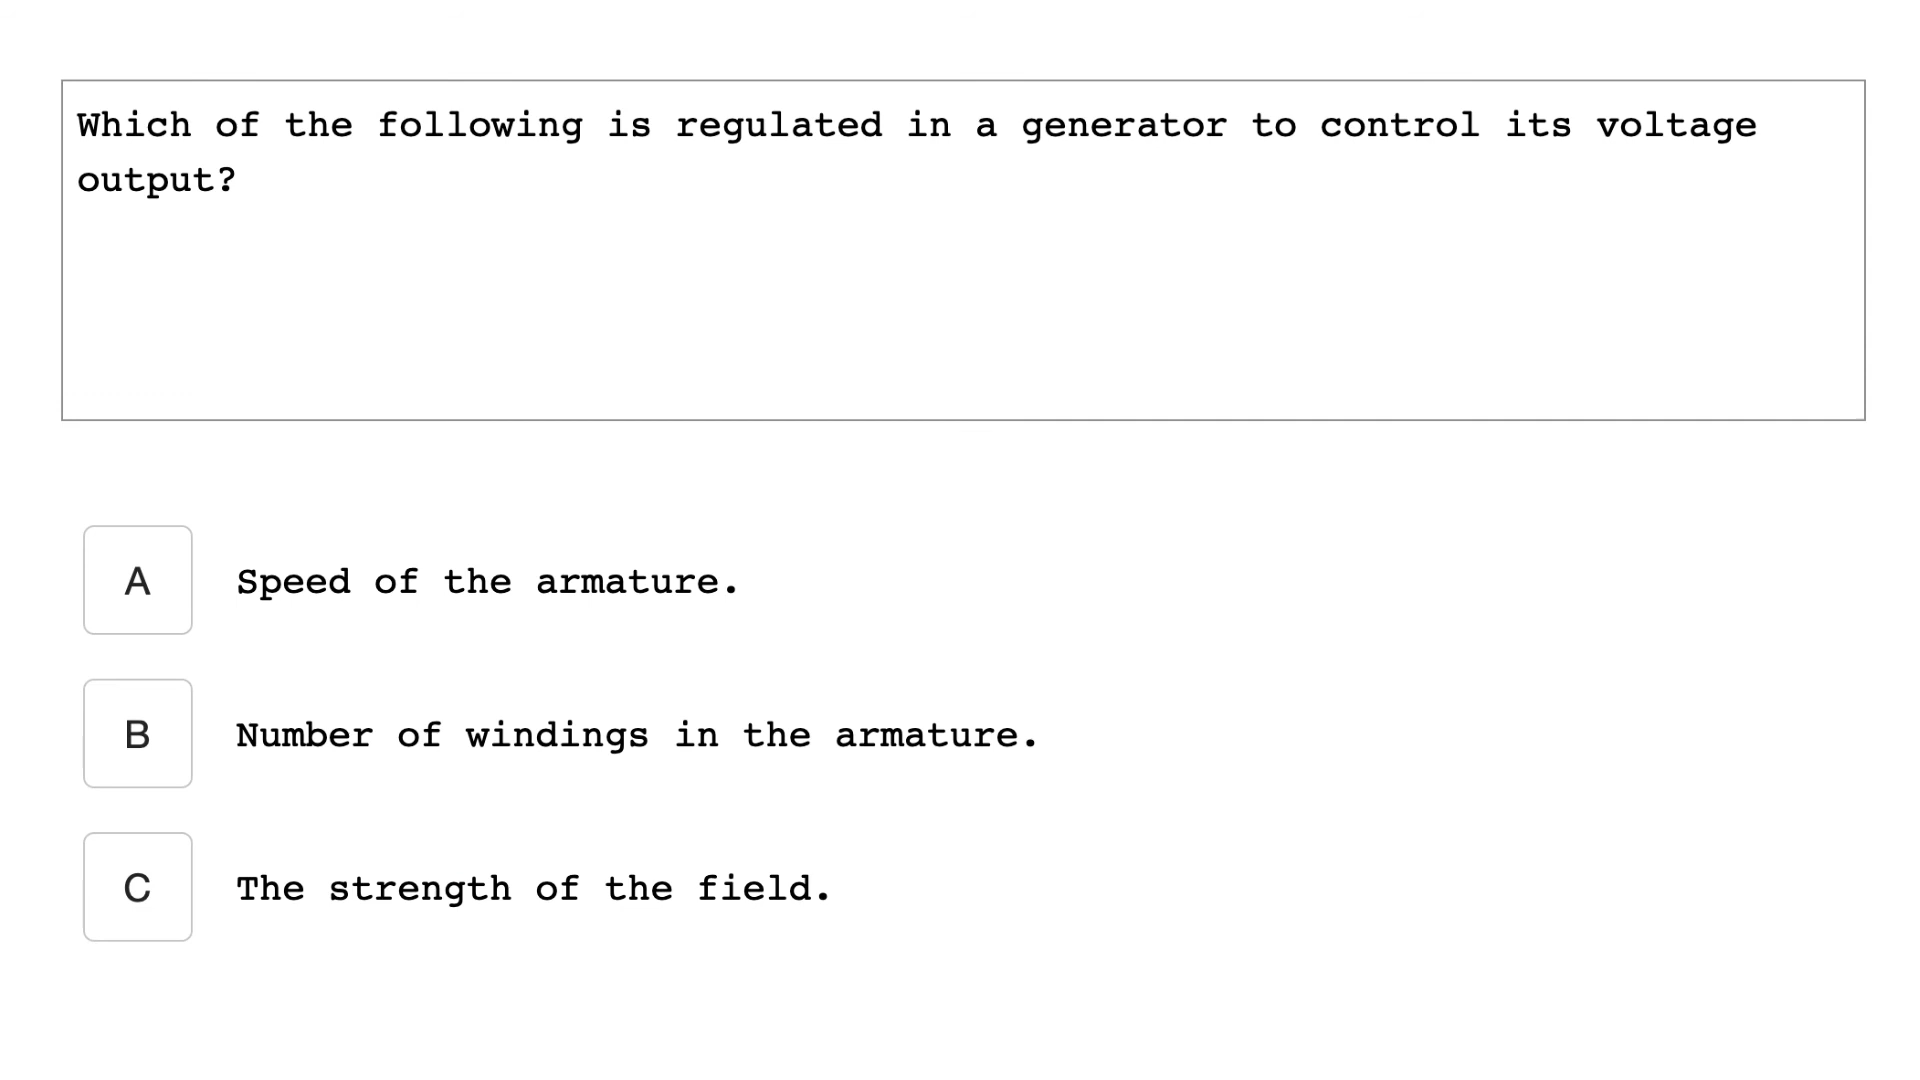 Which of the following is regulated in a generator to control its voltage
output?
A Speed of the armature.
B Number of windings in the armature.
C The strength of the field.